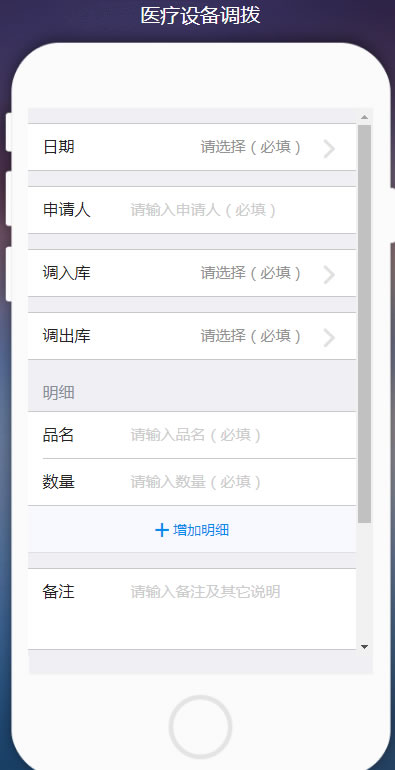 医疗设备调拨
日期 请选择（必填）
申请人 请输入申请人（必填）
调入库 请选择（必填）
调出库 请选择（必填）
明细
品名 请输入品名（必填）
数量 请输入数量（必填）
+ 增加明细
备注 请输入备注及其它说明